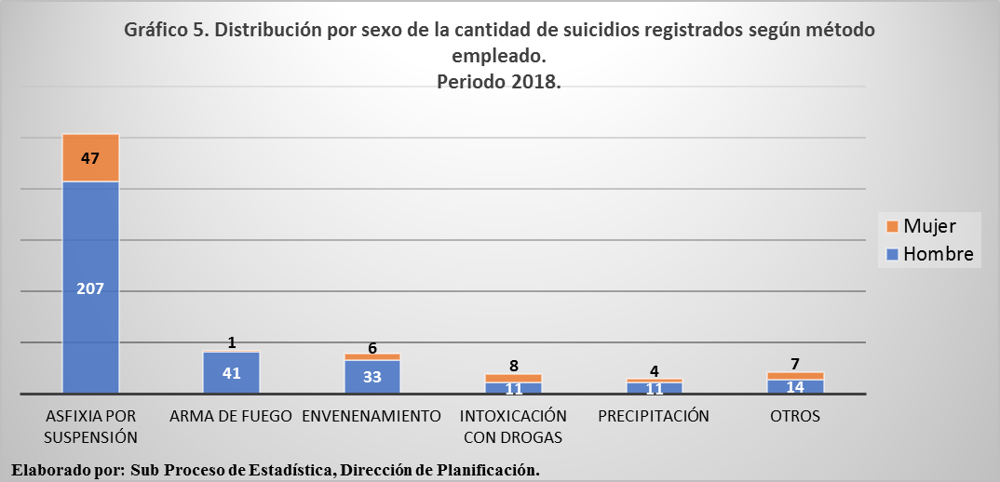 Gráfico 5. Distribución por sexo de la cantidad de suicidios registrados según método
empleado.
Periodo 2018.
47
207
1
41
6
33
8
11
4
11
7
14
Mujer
Hombre
ASFIXIA POR
SUSPENSIÓN
ARMA DE FUEGO
ENVENENAMIENTO
INTOXICACIÓN
CON DROGAS
PRECIPITACIÓN
OTROS
Elaborado por: Sub Proceso de Estadística, Dirección de Planificación.